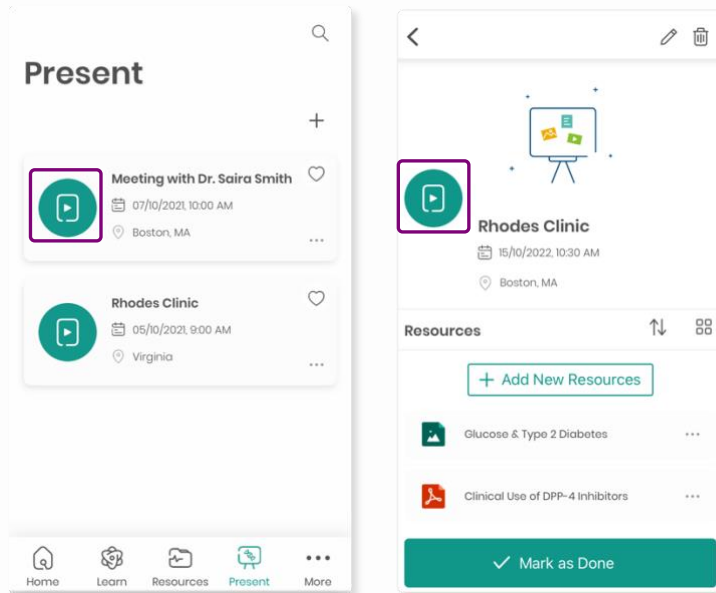 Present
Meeting with Dr. Saira Smith
07/10/2021, 10:00 AM
Boston, MA
Rhodes Clinic
05/10/2021, 9:00 AM
Virginia
Home
Learn
Resources
Present
More
Rhodes Clinic
15/10/2022, 10:30 AM
Boston, MA
Resources
+ Add New Resources
Glucose & Type 2 Diabetes
Clinical Use of DPP-4 Inhibitors
Mark as Done